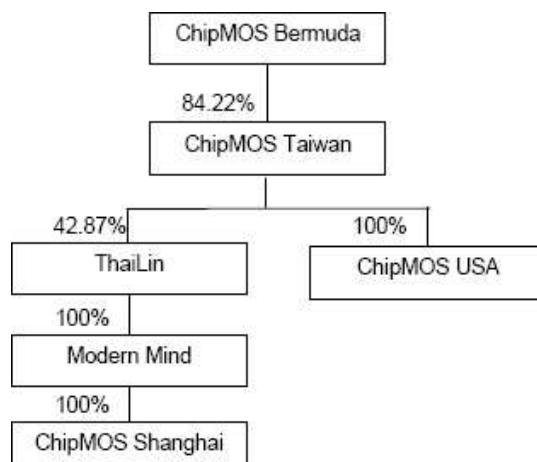 ChipMOS Bermuda
84.22%
ChipMOS Taiwan
42.87%
100%
ThaiLin
ChipMOS USA
100%
Modern Mind
100%
ChipMOS Shanghai